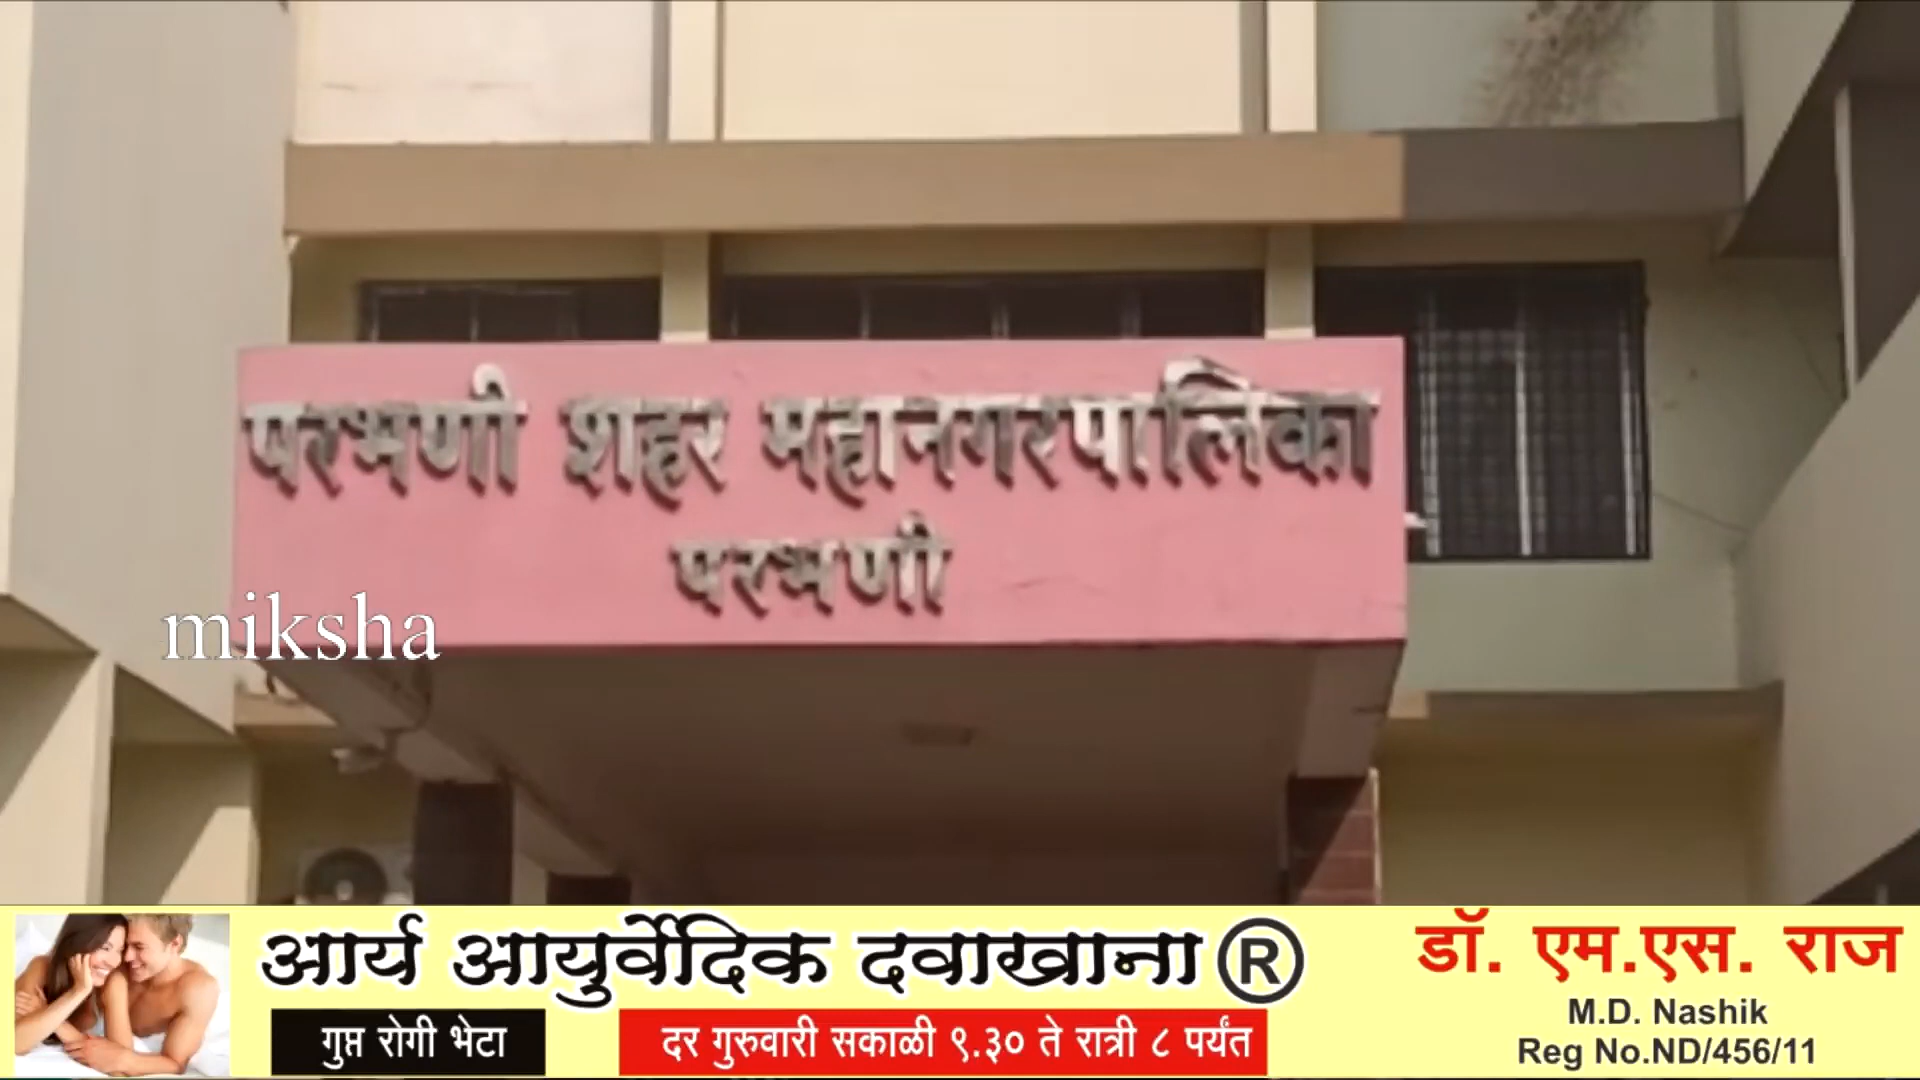 परभणी शहर महानगरपालिका
परभणी
miksha
आर्य आयुर्वेदिक दवाखाना®
डॉ. एम.एस. राज
M.D. Nashik
Reg No.ND/456/11
गुप्त रोगी भेटा
दर गुरुवारी सकाळी ९.३० ते रात्री ८ पर्यंत